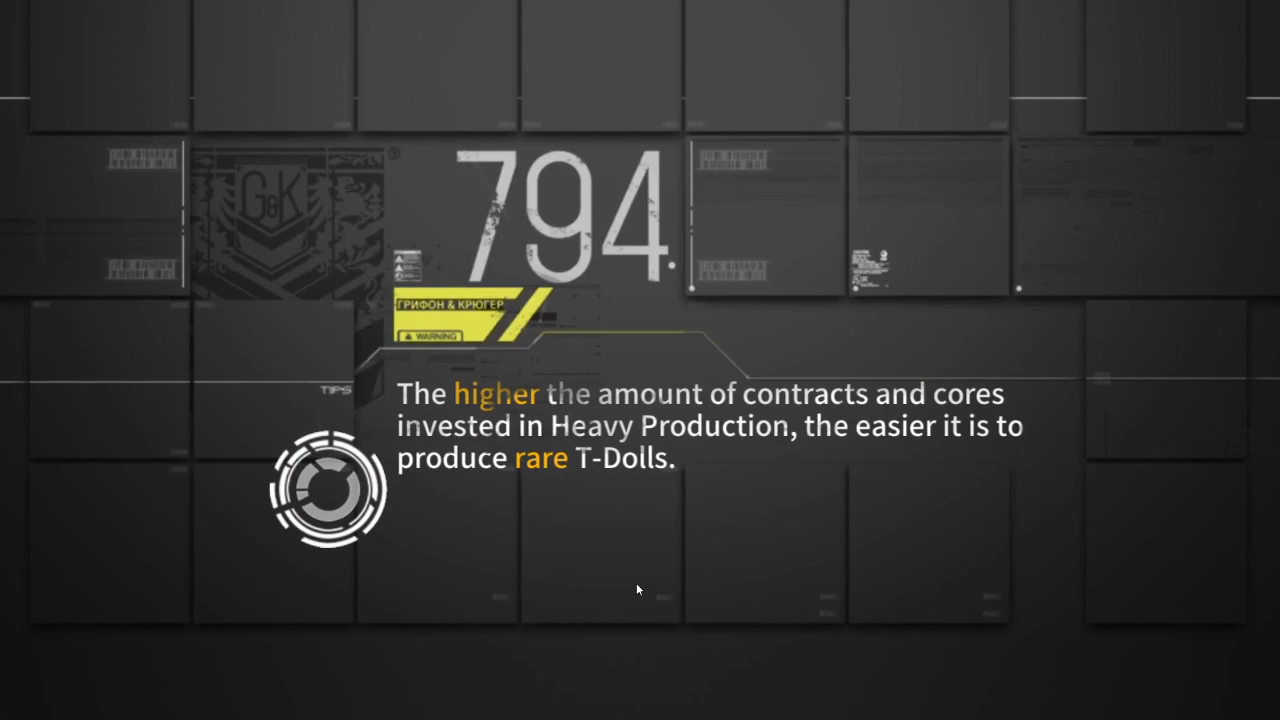 G&K
794.
ГРИФОН & КРЮГЕР
WARNING
TIPS
The higher the amount of contracts and cores
invested in Heavy Production, the easier it is to
produce rare T-Dolls.